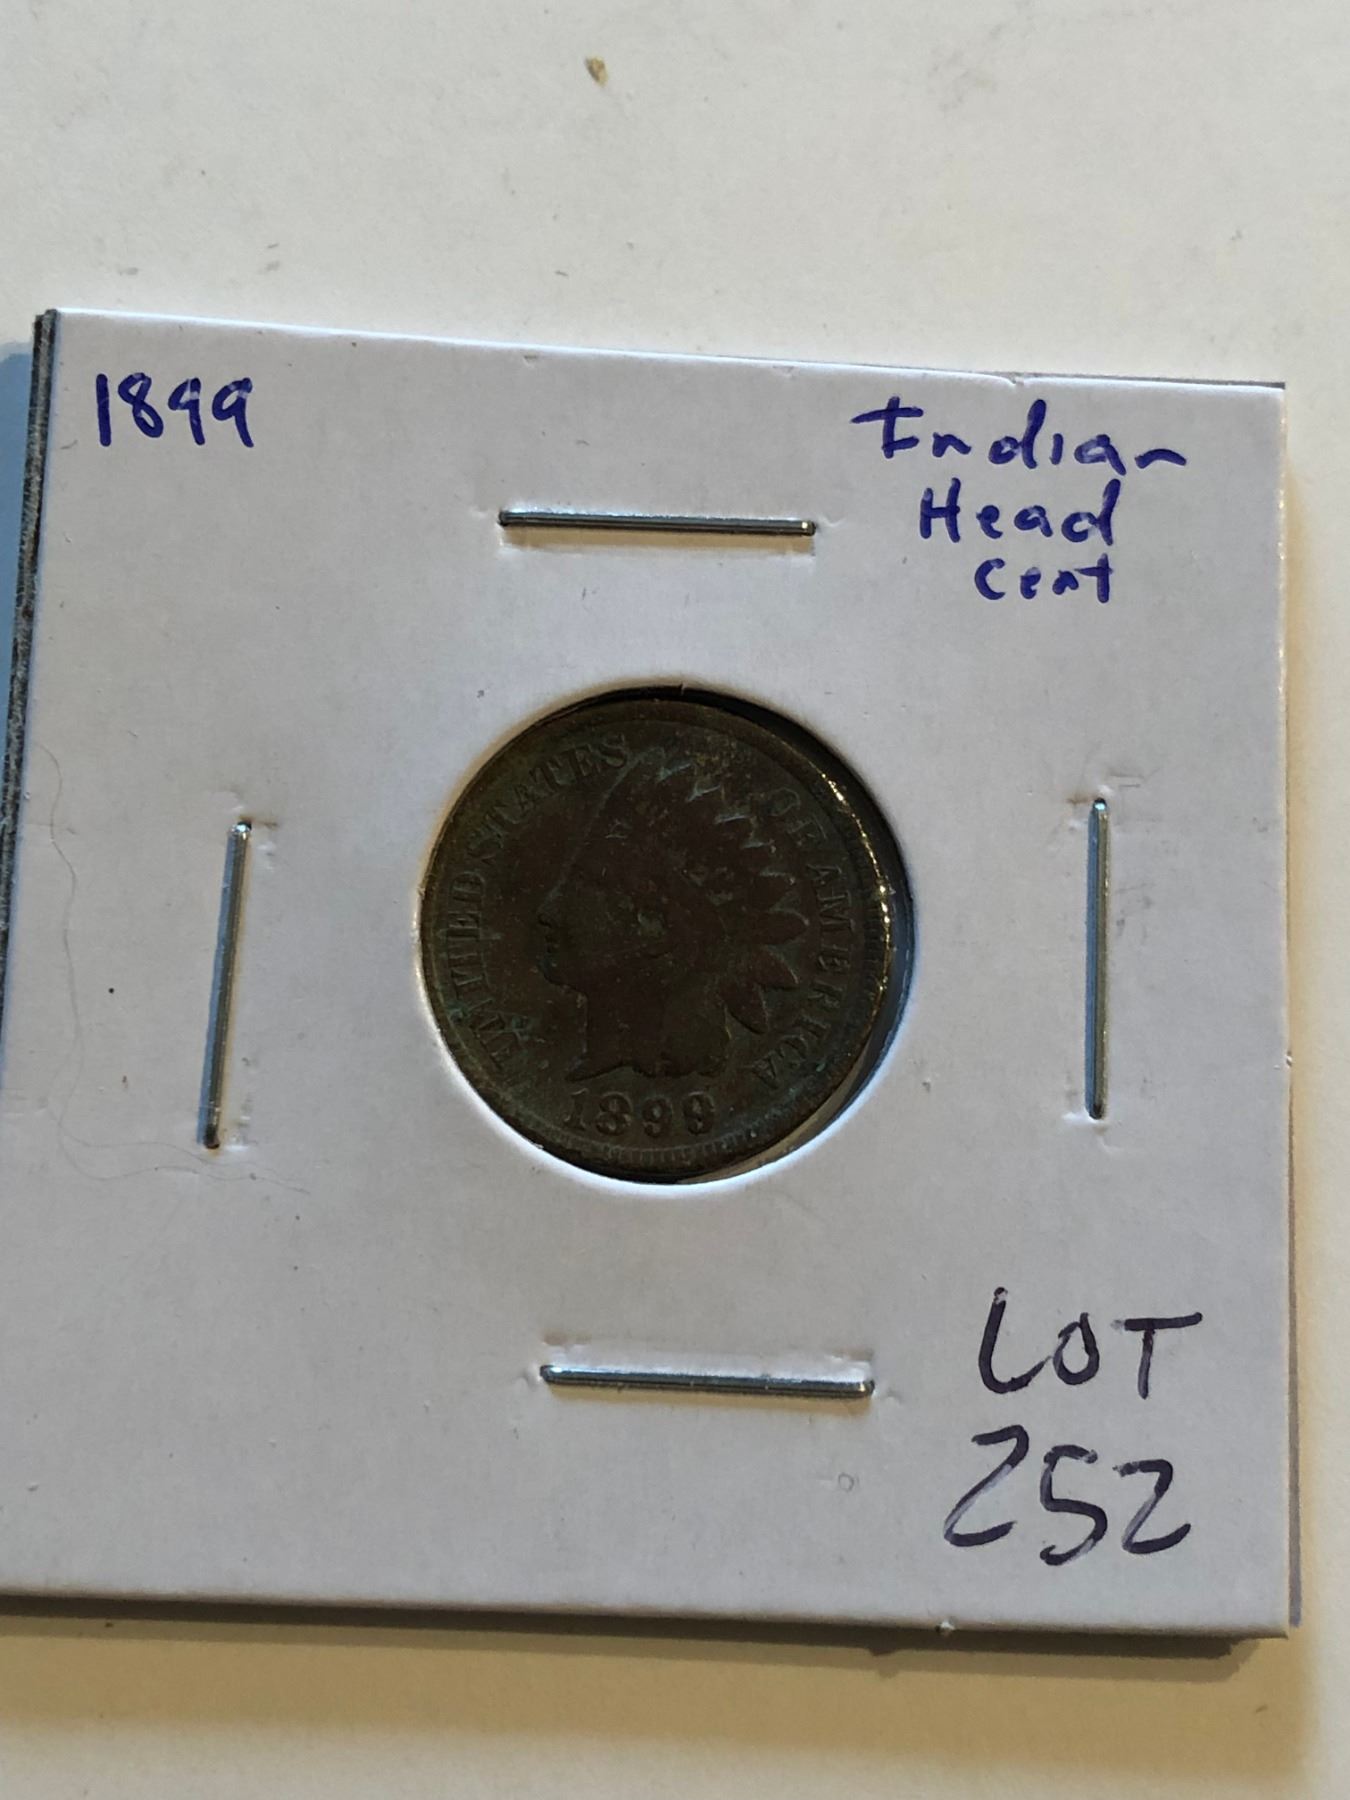 1899
Indian
Head
Cent
UNITED STATES OF AMERICA
1899
LOT
252